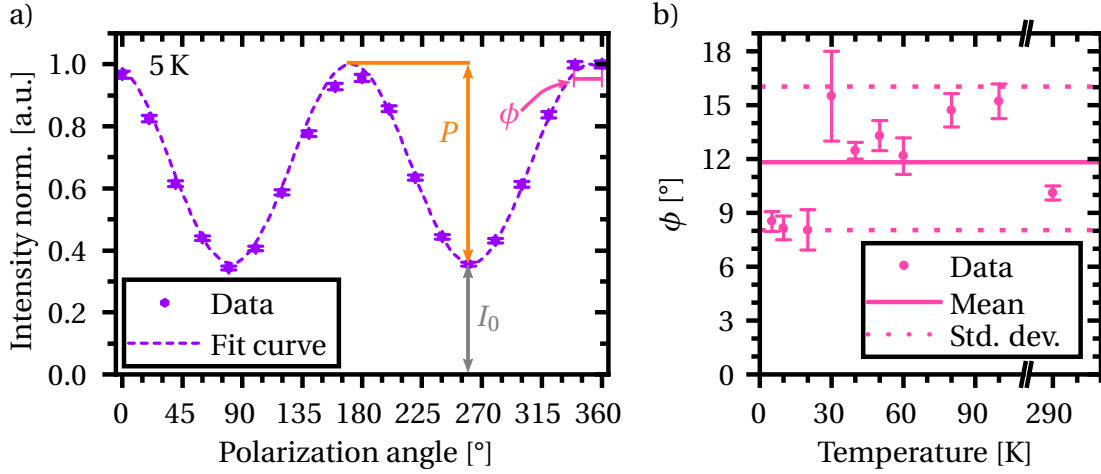 a)
Intensity norm. [a.u.]
1.0
0.8
0.6
0.4
0.2
0.0
5 K
P
ϕ
I₀
Data
Fit curve
0 45 90 135 180 225 270 315 360
Polarization angle [°]
b)
ϕ [°]
18
15
12
9
6
3
0
Data
Mean
Std. dev.
0 30 60 90 290
Temperature [K]